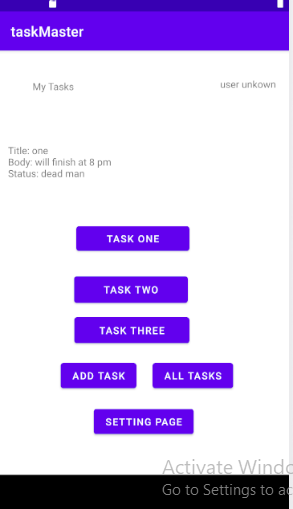 taskMaster
My Tasks
user unkown
Title: one
Body: will finish at 8 pm
Status: dead man
TASK ONE
TASK TWO
TASK THREE
ADD TASK
ALL TASKS
SETTING PAGE
Activate Windo
Go to Settings to ac